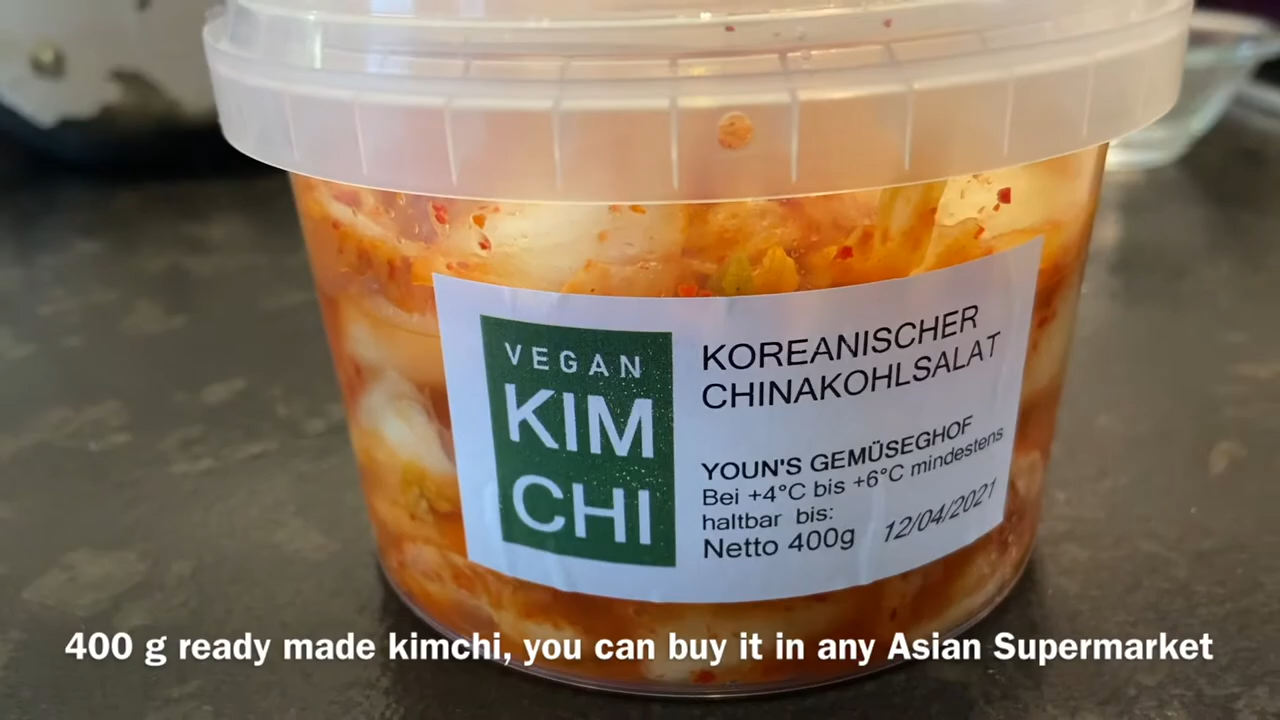 VEGAN
KIM
CHI
KOREANISCHER
CHINAKOHLSALAT
YOUN'S GEMÜSEGHOF
Bei +4°C bis +6°C mindestens
haltbar bis:
Netto 400g 12/04/2021
400 g ready made kimchi, you can buy it in any Asian Supermarket